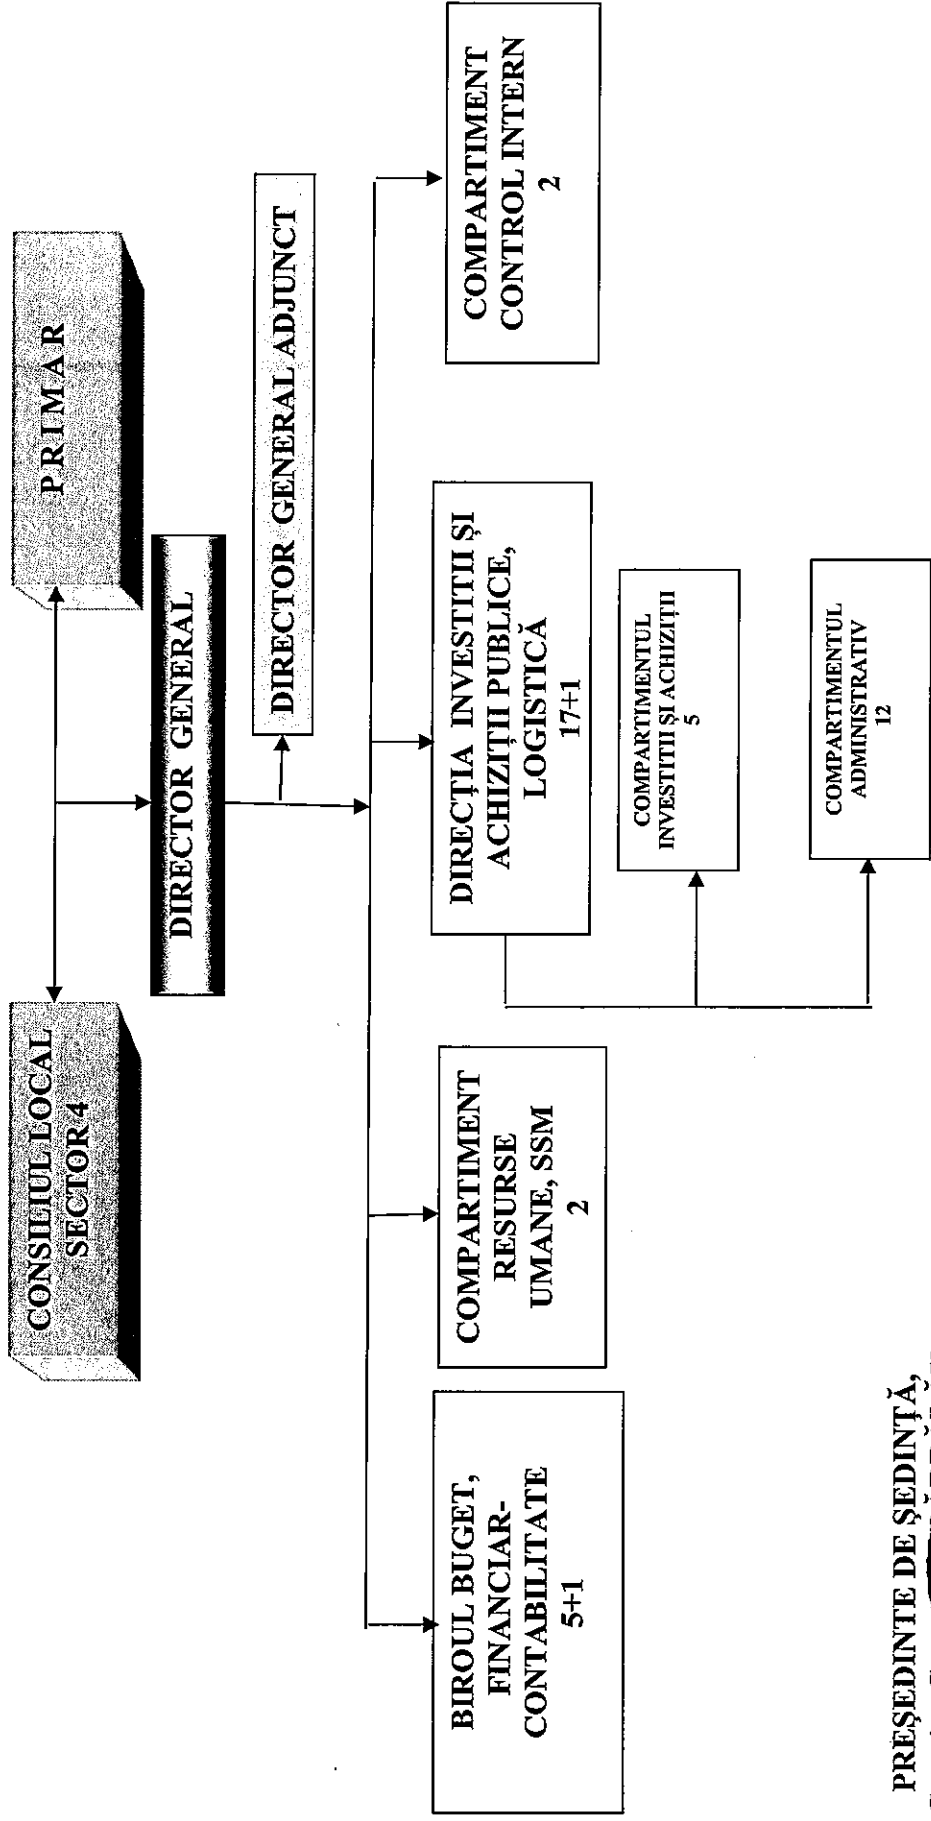 CONSILIUL LOCAL
SECTOR 4
PRIMAR
DIRECTOR GENERAL
DIRECTOR GENERAL ADJUNCT
BIROUL BUGET,
FINANCIAR-
CONTABILITATE
5+1
COMPARTIMENT
RESURSE
UMANE, SSM
2
DIRECȚIA INVESTITII ȘI
ACHIZIȚII PUBLICE,
LOGISTICĂ
17+1
COMPARTIMENT
CONTROL INTERN
2
COMPARTIMENTUL
INVESTITII ȘI ACHIZIȚII
5
COMPARTIMENTUL
ADMINISTRATIV
12
PREȘEDINTE DE ȘEDINȚĂ,